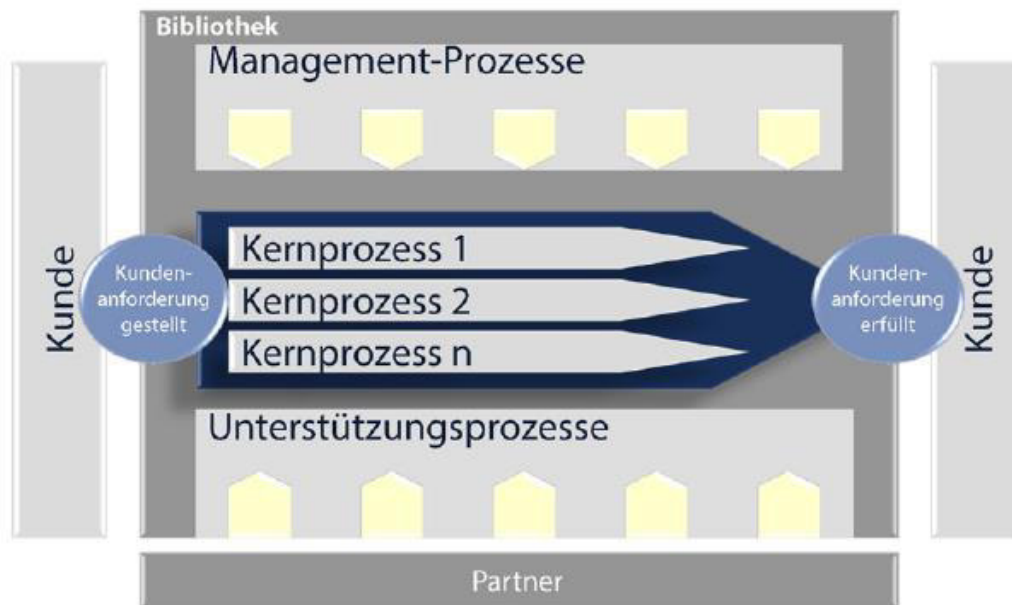 Bibliothek
Management-Prozesse
Kunde
Kunden-
anforderung
gestellt
Kernprozess 1
Kernprozess 2
Kernprozess n
Kunden-
anforderung
erfüllt
Kunde
Unterstützungsprozesse
Partner